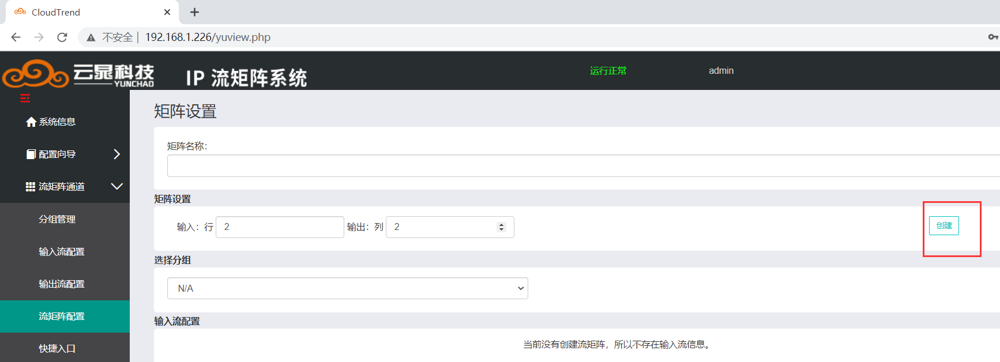 CloudTrend
不安全 | 192.168.1.226/yuview.php
云晁科技
YUNCHAO
IP 流矩阵系统
运行正常
admin
系统信息
配置向导
流矩阵通道
分组管理
输入流配置
输出流配置
流矩阵配置
快捷入口
矩阵设置
矩阵名称：
矩阵设置
输入：行 2 输出：列 2
创建
选择分组
N/A
输入流配置
当前没有创建流矩阵，所以不存在输入流信息。